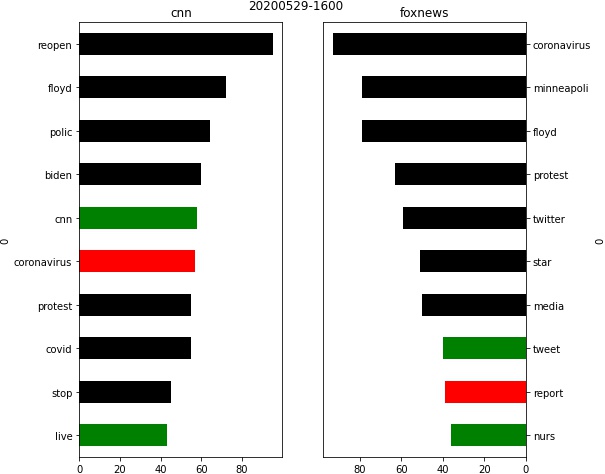 20200529-1600
cnn
foxnews
reopen
floyd
polic
biden
cnn
coronavirus
protest
covid
stop
live
0
0 20 40 60 80
coronavirus
minneapoli
floyd
protest
twitter
star
media
tweet
report
nurs
0
80 60 40 20 0